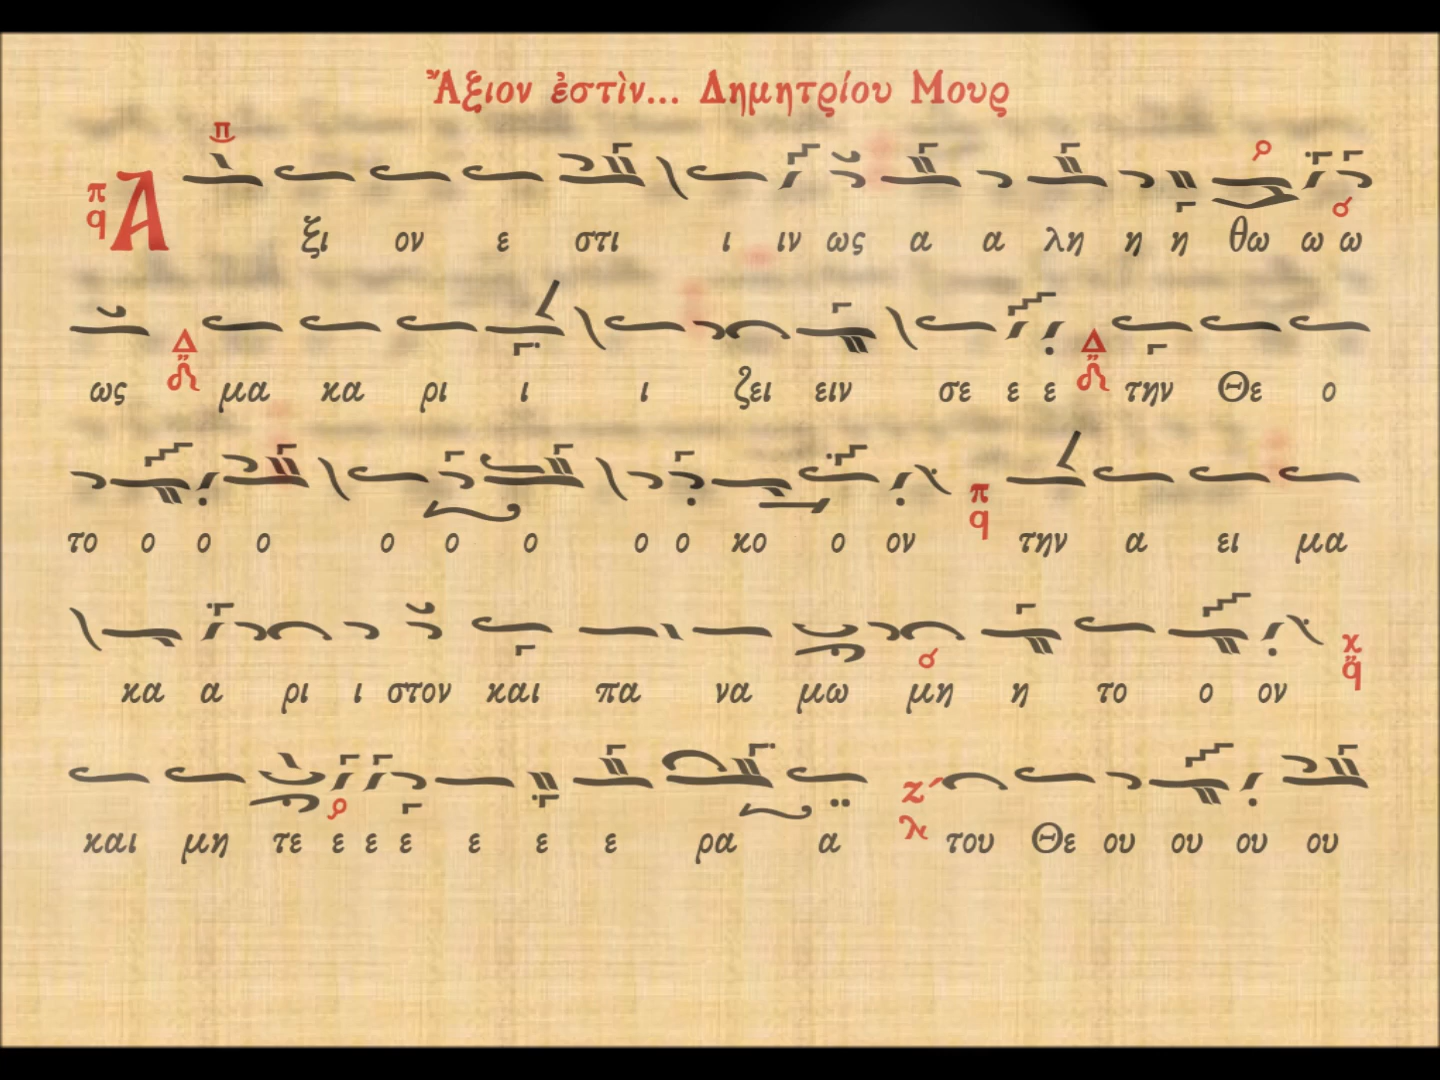 Ἄξιον ἐστὶν... Δημητρίου Μουρ
π
π q Α ξι ον ε στι ι ιν ως α α λη η η θω ω ω
ως Δ μα κα ρι ι ι ζει ειν σε ε ε Δ την Θε ο
το ο ο ο ο ο ο ο ο κο ο ον π q την α ει μα
κα α ρι ι στον και πα να μω μη η το ο ον κ q
και μη τε ε ε ε ε ε ε ρα α Ζ΄ του Θε ου ου ου ου